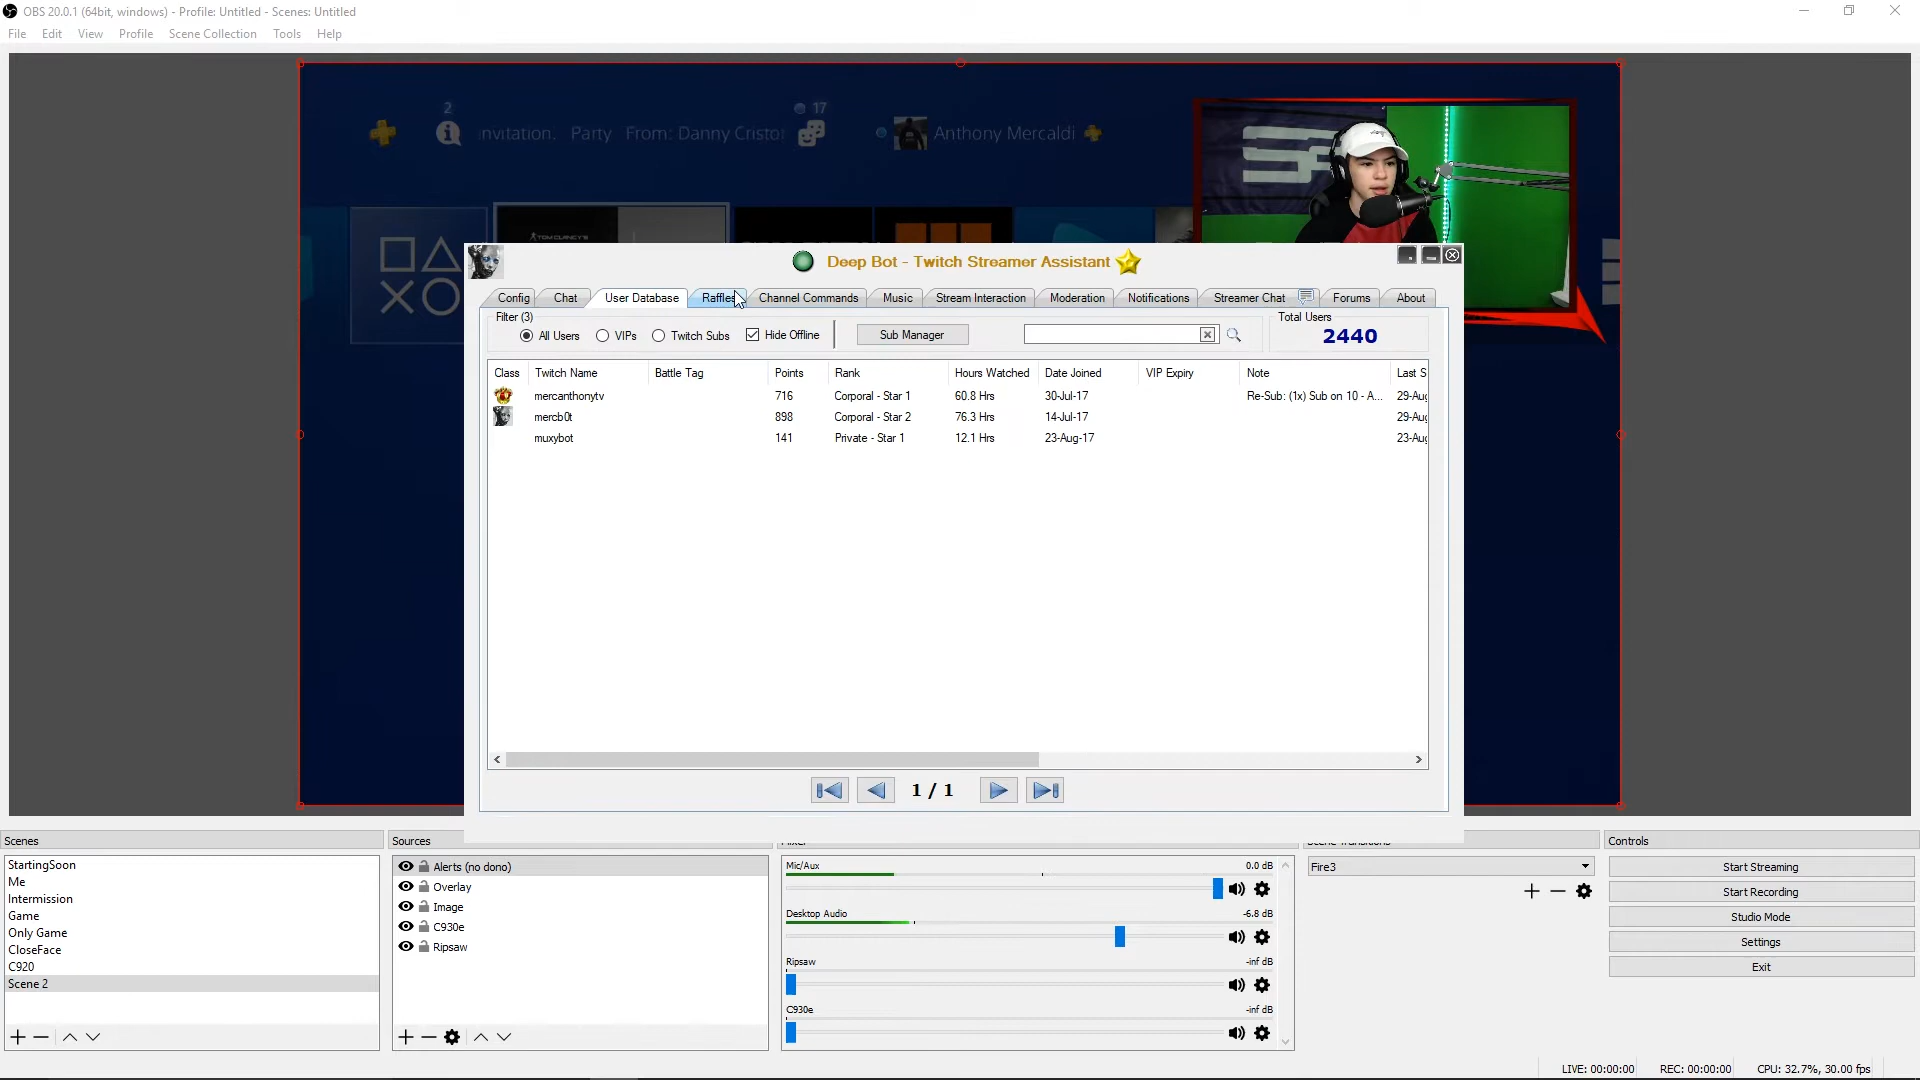 OBS 20.0.1 (64bit, windows) - Profile: Untitled - Scenes: Untitled
File Edit View Profile Scene Collection Tools Help
2 17
invitation. Party From: Danny Cristo Anthony Mercaldi
TOM CLANCY'S
Deep Bot - Twitch Streamer Assistant
Config Chat User Database Raffles Channel Commands Music Stream Interaction Moderation Notifications Streamer Chat Forums About
Filter (3) Total Users
All Users VIPs Twitch Subs Hide Offline Sub Manager 2440
Class Twitch Name Battle Tag Points Rank Hours Watched Date Joined VIP Expiry Note Last S
mercanthonytv 716 Corporal - Star 1 60.8 Hrs 30-Jul-17 Re-Sub: (1x) Sub on 10 - A... 29-Aug
mercb0t 898 Corporal - Star 2 76.3 Hrs 14-Jul-17 29-Aug
muxybot 141 Private - Star 1 12.1 Hrs 23-Aug-17 23-Aug
1 / 1
Scenes Sources Mixer Scene Transitions Controls
StartingSoon
Me
Intermission
Game
Only Game
CloseFace
C920
Scene 2
Alerts (no dono)
Overlay
Image
C930e
Ripsaw
Mic/Aux 0.0 dB
Desktop Audio -6.8 dB
Ripsaw -inf dB
C930e -inf dB
Fire3
Start Streaming
Start Recording
Studio Mode
Settings
Exit
LIVE: 00:00:00 REC: 00:00:00 CPU: 32.7%, 30.00 fps